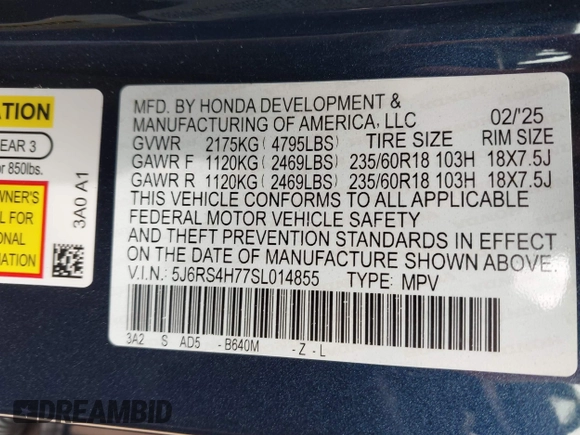 ATION
EAR 3
or 850lbs.
WNER'S
L FOR
ONAL
MATION
3A0 A1
MFD. BY HONDA DEVELOPMENT &
MANUFACTURING OF AMERICA, LLC 02/'25
GVWR 2175KG ( 4795LBS) TIRE SIZE RIM SIZE
GAWR F 1120KG ( 2469LBS) 235/60R18 103H 18X7.5J
GAWR R 1120KG ( 2469LBS) 235/60R18 103H 18X7.5J
THIS VEHICLE CONFORMS TO ALL APPLICABLE
FEDERAL MOTOR VEHICLE SAFETY
AND THEFT PREVENTION STANDARDS IN EFFECT
ON THE DATE OF MANUFACTURE SHOWN ABOVE.
V.I.N.: 5J6RS4H77SL014855 TYPE: MPV
3A2 S AD5 -B640M -Z-L
DREAMBID